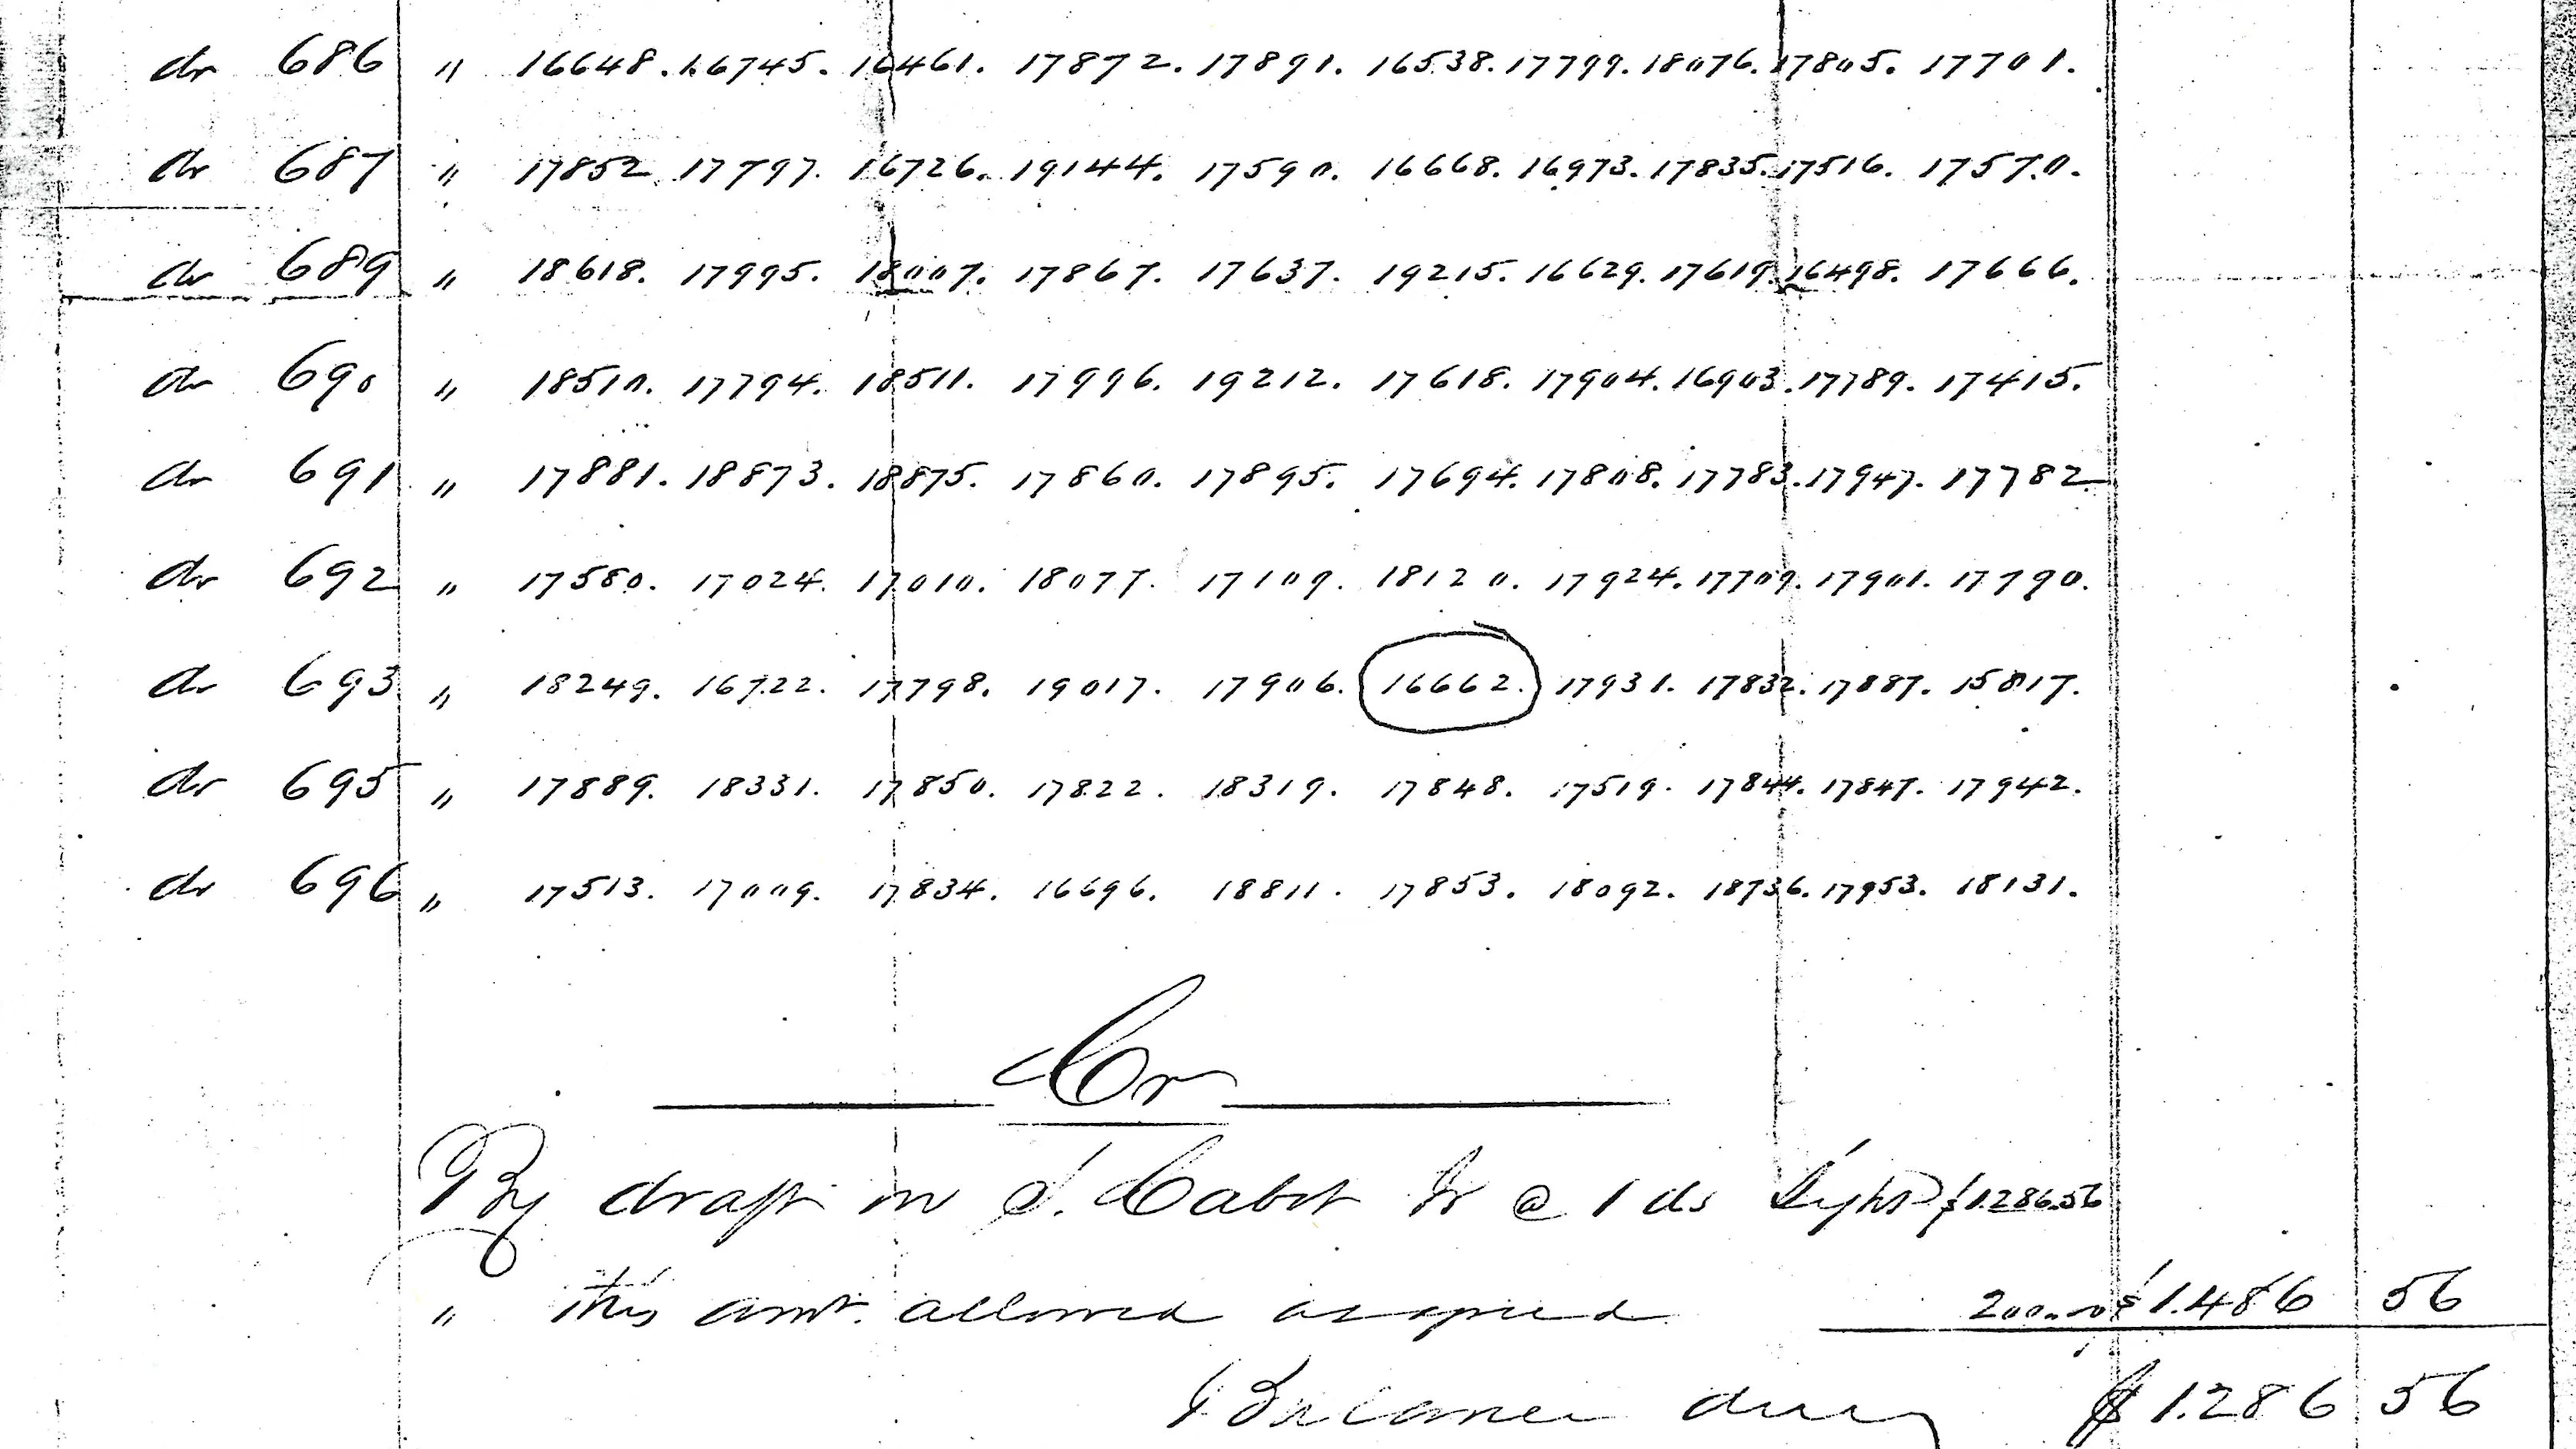 do 686 " 16648. 16745. 16461. 17872. 17891. 16538. 17799. 18076. 17805. 17701.
do 687 " 17852. 17797. 16726. 19144. 17590. 16668. 16973. 17835. 17516. 17570.
do 689 " 18618. 17995. 18007. 17867. 17637. 19215. 16629. 17619. 16498. 17666.
do 690 " 18510. 17794. 18511. 17996. 19212. 17618. 17904. 16903. 17789. 17415.
do 691 " 17881. 18873. 18875. 17860. 17895. 17694. 17808. 17783. 17947. 17782
do 692 " 17580. 17024. 17010. 18077. 17109. 18120. 17924. 17709. 17901. 17790.
do 693 " 18249. 16722. 17798. 19017. 17906. 16662. 17931. 17832. 17887. 15817.
do 695 " 17889. 18331. 17850. 17822. 18319. 17848. 17519. 17844. 17847. 17942.
do 696 " 17513. 17009. 17834. 16696. 18811. 17853. 18092. 18736. 17953. 18131.
Cr
By draft on S. Cabot Jr @ 1 ds Sight $1286.56
" this amt. allowed as agreed 200.00 $1.486 56
Balance due $1.286 56